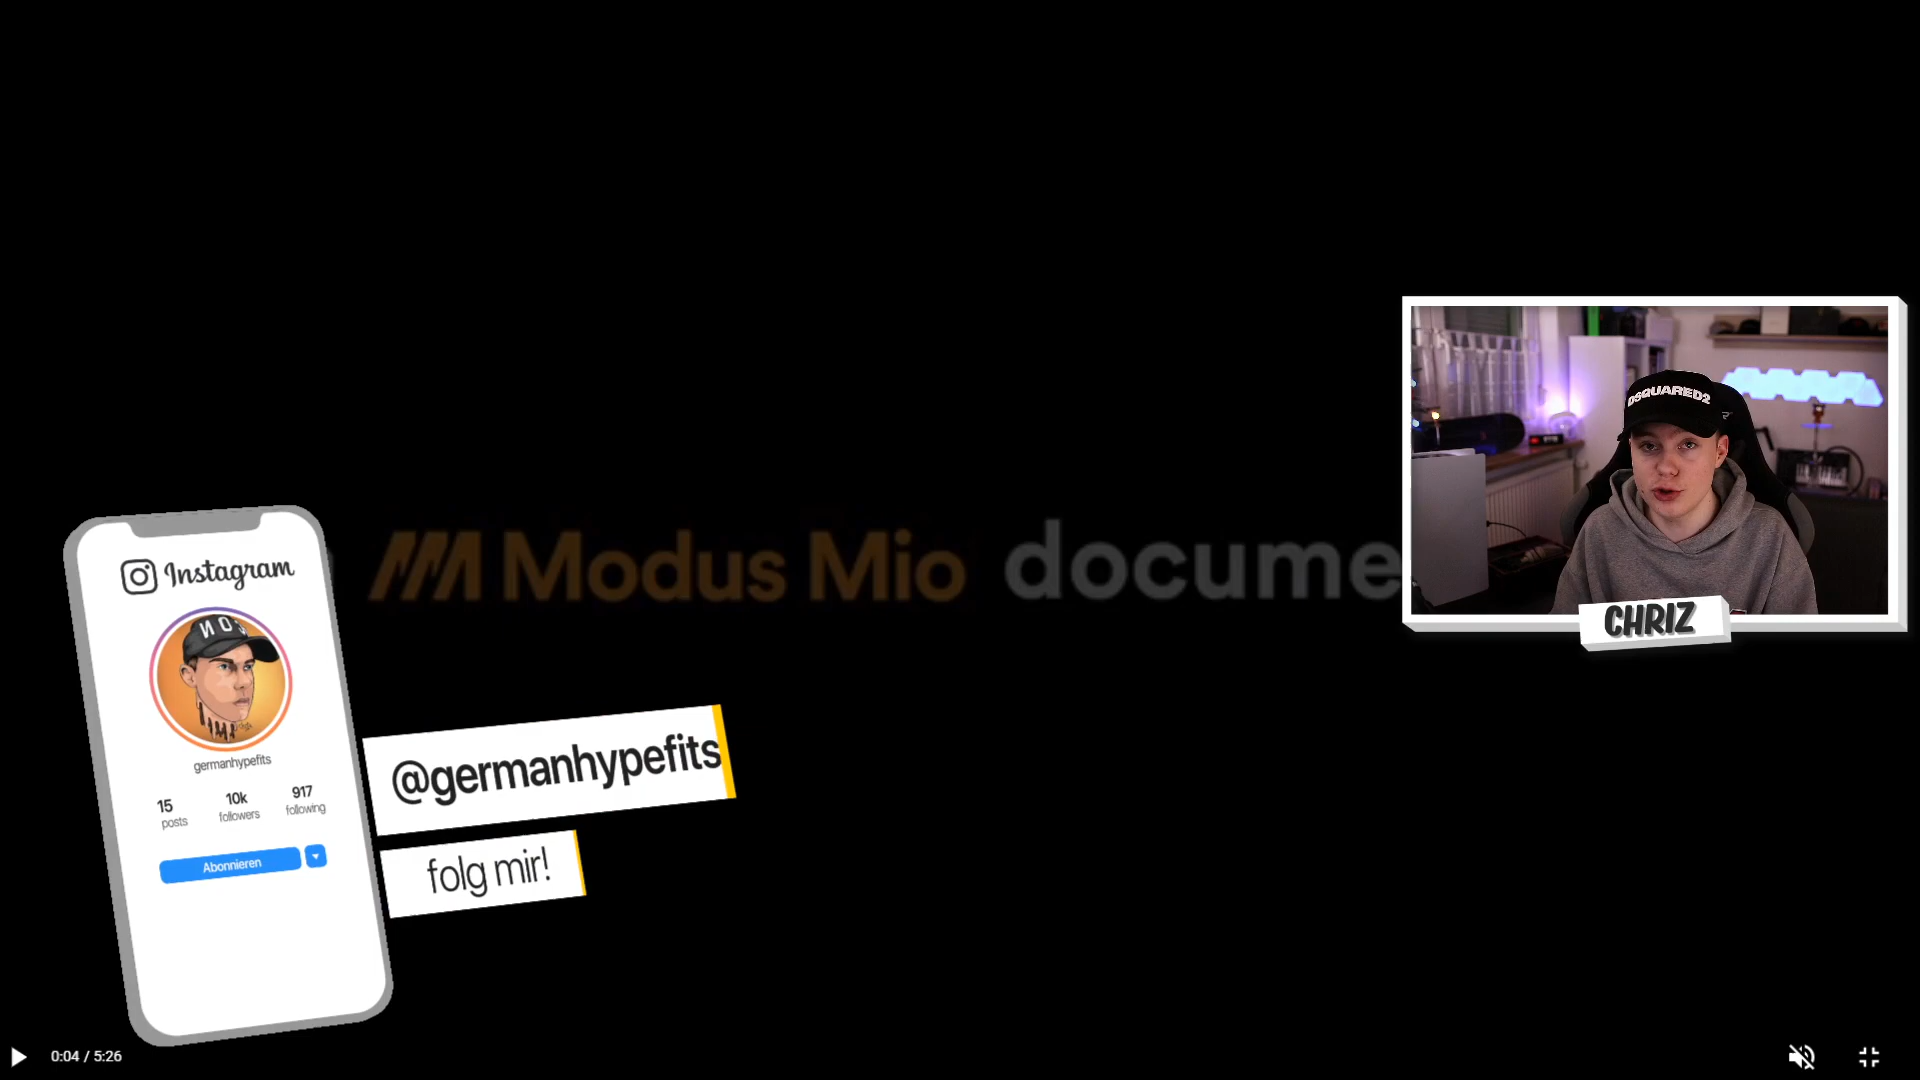 DSQUARED2
Instagram
Modus Mio docume
CHRIZ
germanhypefits
15 10k 917
posts followers following
Abonnieren
@germanhypefits
folg mir!
0:04 / 5:26